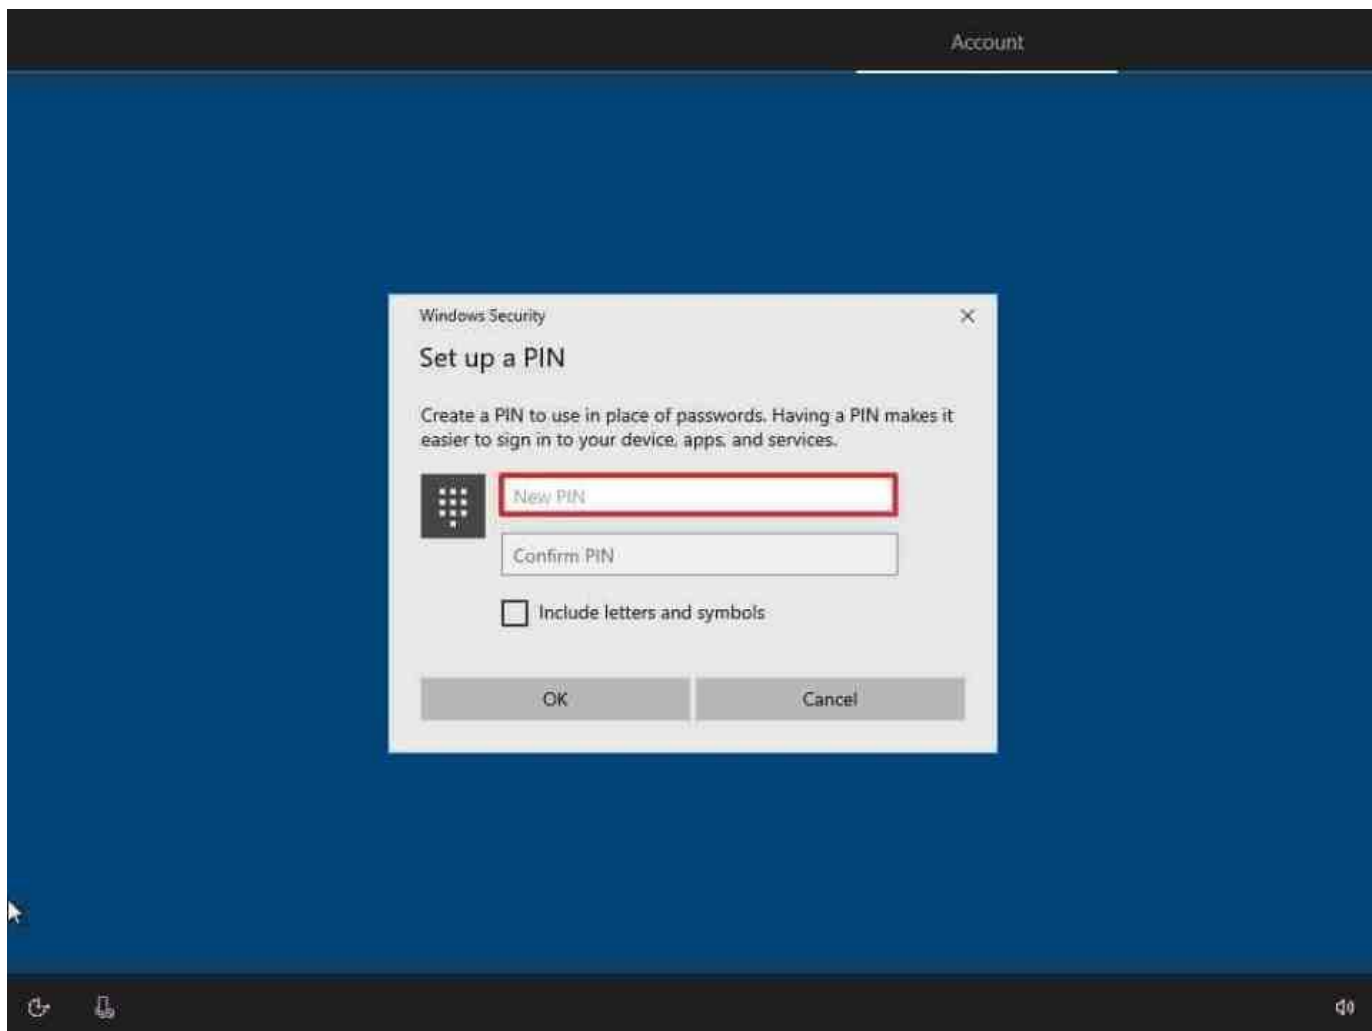 Account
Windows Security
Set up a PIN
Create a PIN to use in place of passwords. Having a PIN makes it
easier to sign in to your device, apps, and services.
New PIN
Confirm PIN
Include letters and symbols
OK
Cancel